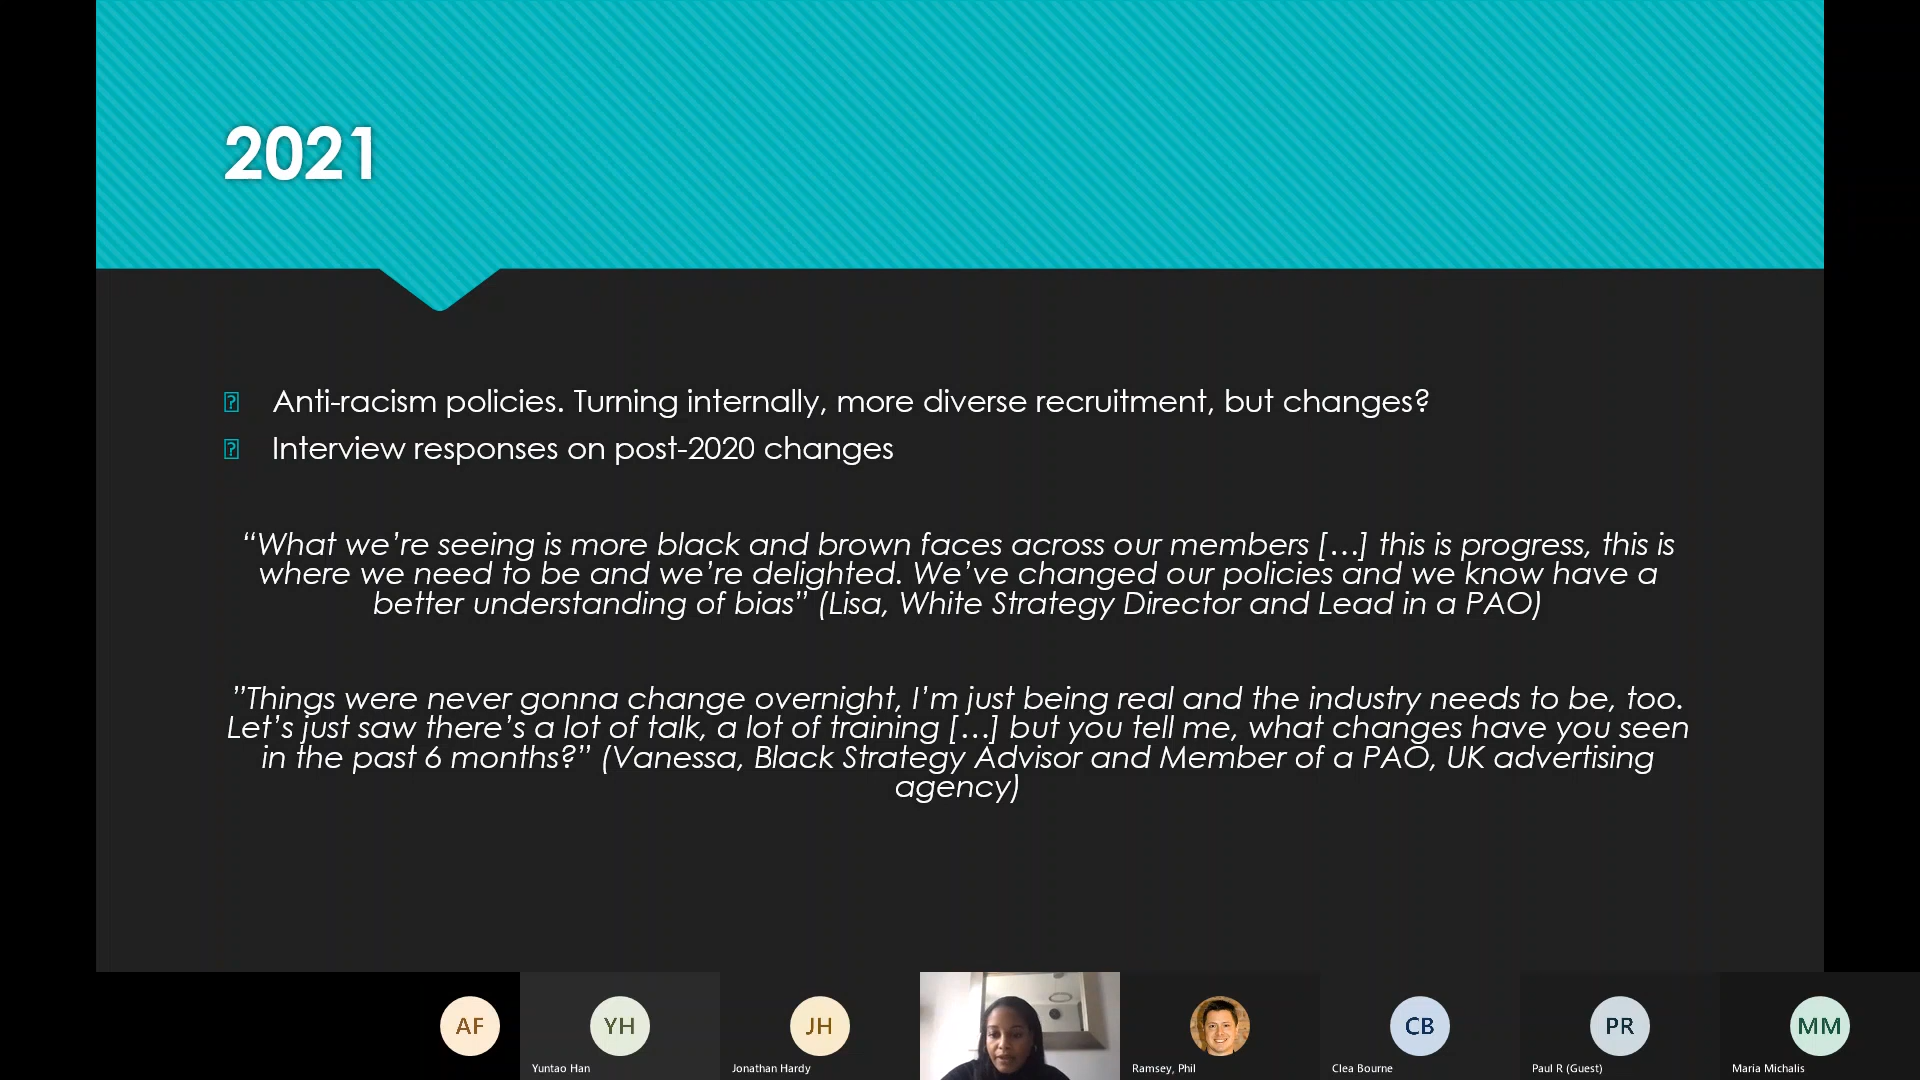 2021
Anti-racism policies. Turning internally, more diverse recruitment, but changes?
Interview responses on post-2020 changes
“What we’re seeing is more black and brown faces across our members […] this is progress, this is
where we need to be and we’re delighted. We’ve changed our policies and we know have a
better understanding of bias” (Lisa, White Strategy Director and Lead in a PAO)
”Things were never gonna change overnight, I’m just being real and the industry needs to be, too.
Let’s just saw there’s a lot of talk, a lot of training […] but you tell me, what changes have you seen
in the past 6 months?” (Vanessa, Black Strategy Advisor and Member of a PAO, UK advertising
agency)
AF
YH
JH
CB
PR
MM
Yuntao Han
Jonathan Hardy
Ramsey, Phil
Clea Bourne
Paul R (Guest)
Maria Michalis